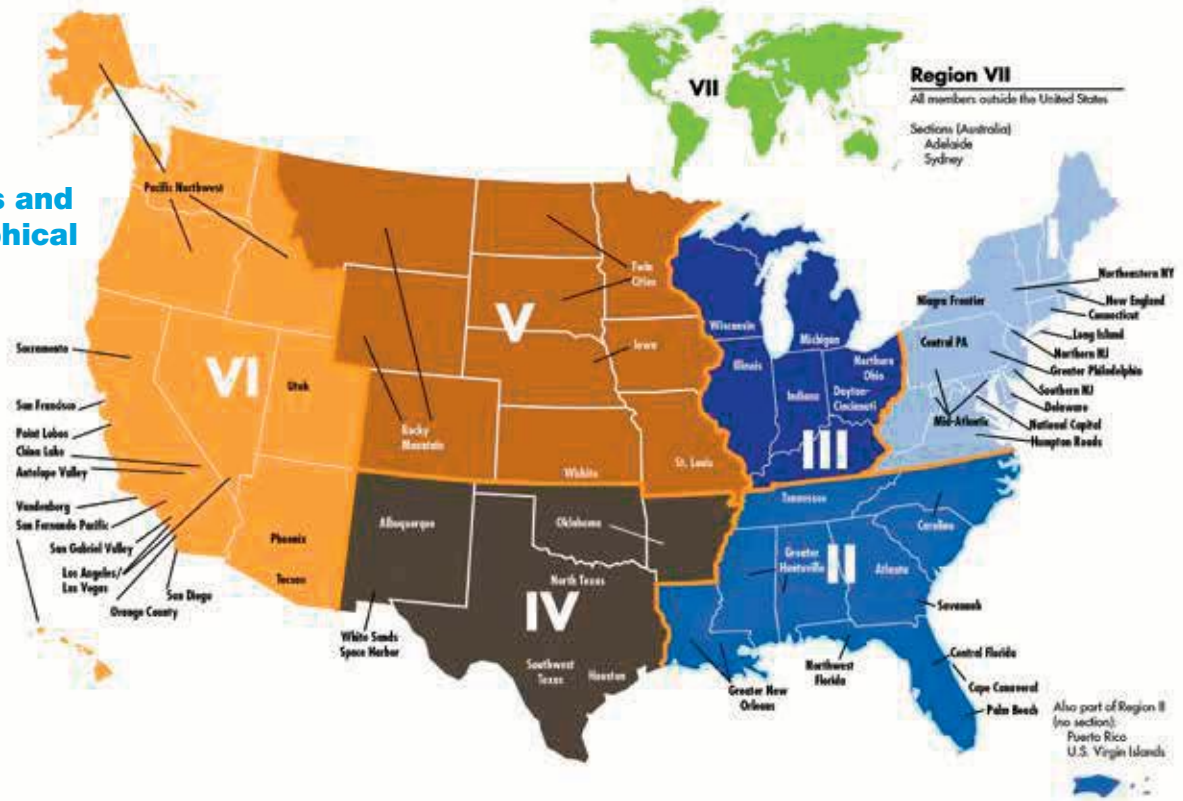 VII
Region VII
All members outside the United States
Sections (Australia)
Adelaide
Sydney
s and
phical
Pacific Northwest
I
Northeastern NY
Niagra Frontier
New England
Connecticut
Twin
Cities
V
Wisconsin
Michigan
Long Island
Central PA
Northern NJ
Greater Philadelphia
Sacramento
VI
Utah
Iowa
Illinois
Northern
Ohio
Indiana
Dayton-
Cincinnati
Southern NJ
Delaware
Mid-Atlantic
National Capital
Hampton Roads
San Francisco
Point Lobos
China Lake
Antelope Valley
Rocky
Mountain
Wichita
St. Louis
III
Vandenberg
San Fernando Pacific
San Gabriel Valley
Los Angeles/
Las Vegas
Orange County
San Diego
Phoenix
Tucson
Albuquerque
Oklahoma
North Texas
Tennessee
Carolina
Greater
Huntsville
II
Atlanta
Savannah
White Sands
Space Harbor
IV
Southwest
Texas
Houston
Greater New
Orleans
Northwest
Florida
Central Florida
Cape Canaveral
Palm Beach
Also part of Region II
(no section):
Puerto Rico
U.S. Virgin Islands